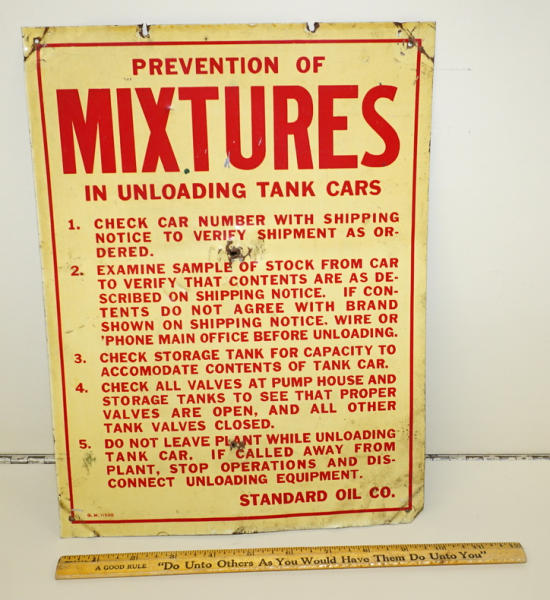 PREVENTION OF
MIXTURES
IN UNLOADING TANK CARS
1. CHECK CAR NUMBER WITH SHIPPING
NOTICE TO VERIFY SHIPMENT AS OR-
DERED.
2. EXAMINE SAMPLE OF STOCK FROM CAR
TO VERIFY THAT CONTENTS ARE AS DE-
SCRIBED ON SHIPPING NOTICE. IF CON-
TENTS DO NOT AGREE WITH BRAND
SHOWN ON SHIPPING NOTICE, WIRE OR
'PHONE MAIN OFFICE BEFORE UNLOADING.
3. CHECK STORAGE TANK FOR CAPACITY TO
ACCOMODATE CONTENTS OF TANK CAR.
4. CHECK ALL VALVES AT PUMP HOUSE AND
STORAGE TANKS TO SEE THAT PROPER
VALVES ARE OPEN, AND ALL OTHER
TANK VALVES CLOSED.
5. DO NOT LEAVE PLANT WHILE UNLOADING
TANK CAR. IF CALLED AWAY FROM
PLANT, STOP OPERATIONS AND DIS-
CONNECT UNLOADING EQUIPMENT.
STANDARD OIL CO.
A GOOD RULE "Do Unto Others As You Would Have Them Do Unto You"